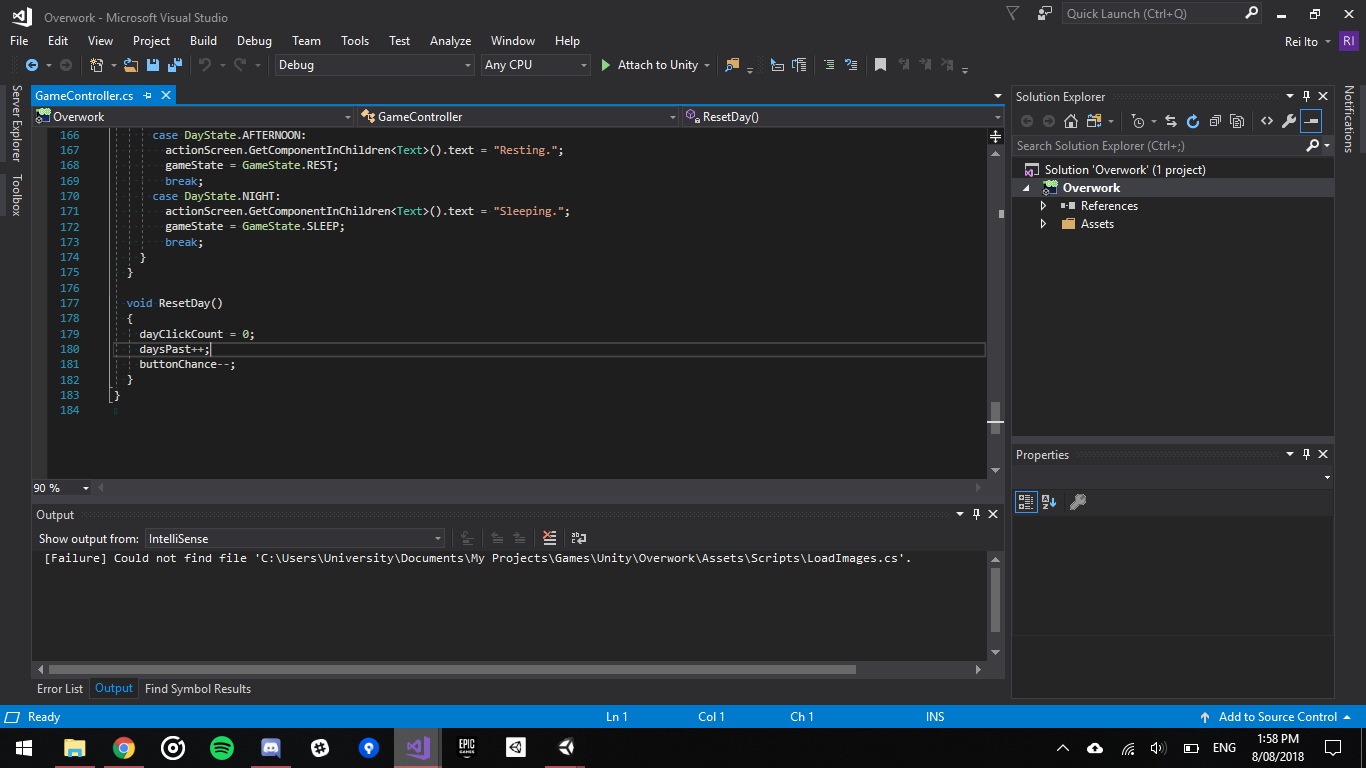 Overwork - Microsoft Visual Studio
Quick Launch (Ctrl+Q)
File Edit View Project Build Debug Team Tools Test Analyze Window Help
Rei Ito RI
Debug Any CPU Attach to Unity
Server Explorer
Toolbox
GameController.cs
Overwork GameController ResetDay()
166 case DayState.AFTERNOON:
167 actionScreen.GetComponentInChildren<Text>().text = "Resting.";
168 gameState = GameState.REST;
169 break;
170 case DayState.NIGHT:
171 actionScreen.GetComponentInChildren<Text>().text = "Sleeping.";
172 gameState = GameState.SLEEP;
173 break;
174 }
175 }
176
177 void ResetDay()
178 {
179 dayClickCount = 0;
180 daysPast++;
181 buttonChance--;
182 }
183 }
184
90 %
Output
Show output from: IntelliSense
[Failure] Could not find file 'C:\Users\University\Documents\My Projects\Games\Unity\Overwork\Assets\Scripts\LoadImages.cs'.
Error List Output Find Symbol Results
Solution Explorer
Search Solution Explorer (Ctrl+;)
Solution 'Overwork' (1 project)
Overwork
References
Assets
Properties
Notifications
Ready Ln 1 Col 1 Ch 1 INS Add to Source Control
EPIC GAMES
ENG
1:58 PM
8/08/2018